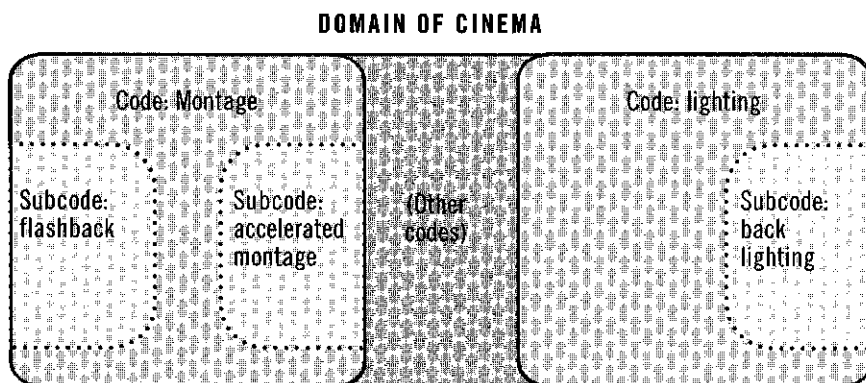 DOMAIN OF CINEMA
Code: Montage
Subcode:
flashback
Subcode:
accelerated
montage
(Other
codes)
Code: lighting
Subcode:
back
lighting